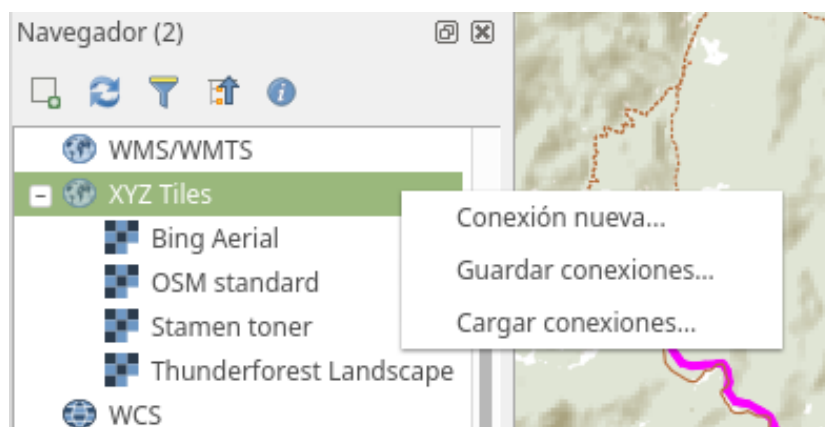 Navegador (2)
WMS/WMTS
XYZ Tiles
Bing Aerial
OSM standard
Stamen toner
Thunderforest Landscape
WCS
Conexión nueva...
Guardar conexiones...
Cargar conexiones...